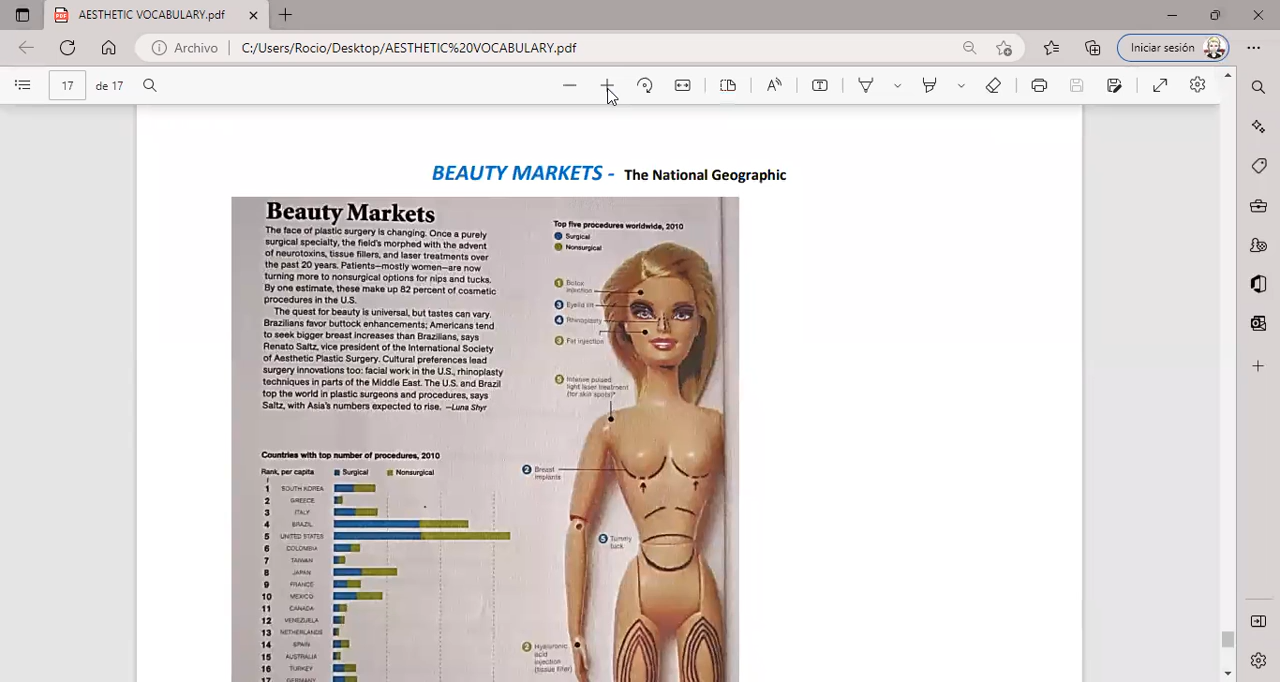 AESTHETIC VOCABULARY.pdf
Archivo
C:/Users/Rocio/Desktop/AESTHETIC%20VOCABULARY.pdf
Iniciar sesión
17
de 17
BEAUTY MARKETS - The National Geographic
Beauty Markets
The face of plastic surgery is changing. Once a purely
surgical specialty, the field's morphed with the advent
of neurotoxins, tissue fillers, and laser treatments over
the past 20 years. Patients—mostly women—are now
turning more to nonsurgical options for nips and tucks.
By one estimate, these make up 82 percent of cosmetic
procedures in the U.S.
The quest for beauty is universal, but tastes can vary.
Brazilians favor buttock enhancements; Americans tend
to seek bigger breast increases than Brazilians, says
Renato Saltz, vice president of the International Society
of Aesthetic Plastic Surgery. Cultural preferences lead
surgery innovations too: facial work in the U.S., rhinoplasty
techniques in parts of the Middle East. The U.S. and Brazil
top the world in plastic surgeons and procedures, says
Saltz, with Asia's numbers expected to rise. —Luna Shyr
Top five procedures worldwide, 2010
Surgical
Nonsurgical
1 Botox
injection
3 Eyelid lift
4 Rhinoplasty
3 Fat injection
5 Intense pulsed
light laser treatment
(for skin spots)*
2 Breast
implants
5 Tummy
tuck
2 Hyaluronic
acid
injection
(tissue filler)
Countries with top number of procedures, 2010
Rank, per capita
Surgical
Nonsurgical
1 SOUTH KOREA
2 GREECE
3 ITALY
4 BRAZIL
5 UNITED STATES
6 COLOMBIA
7 TAIWAN
8 JAPAN
9 FRANCE
10 MEXICO
11 CANADA
12 VENEZUELA
13 NETHERLANDS
14 SPAIN
15 AUSTRALIA
16 TURKEY
17 GERMANY